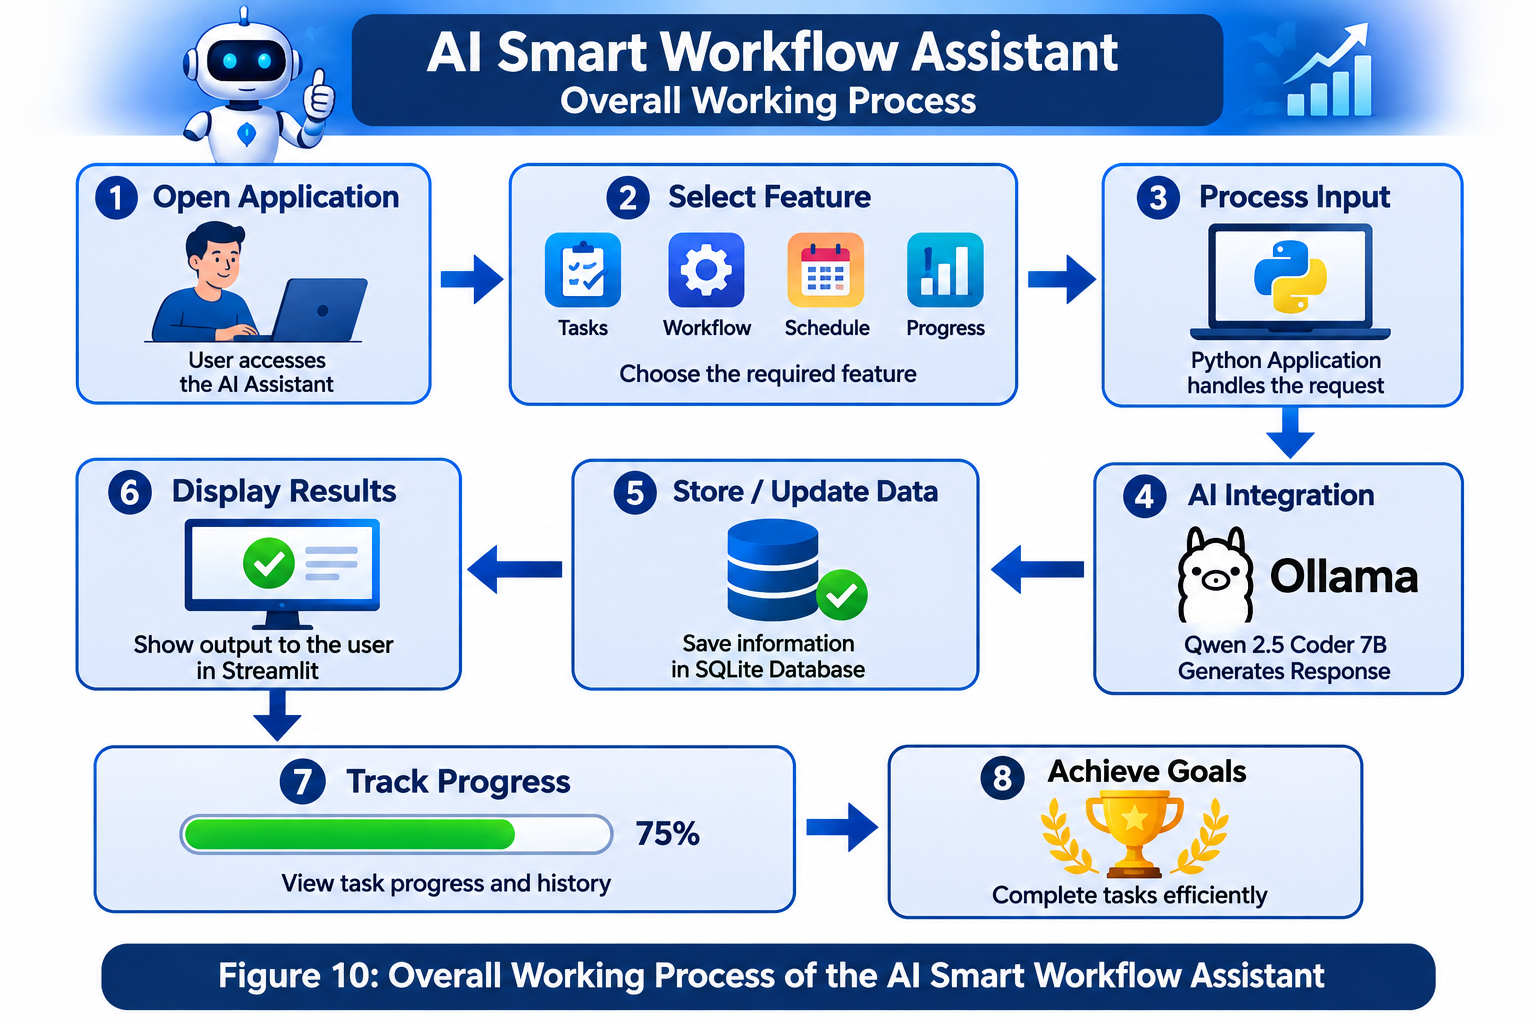 AI Smart Workflow Assistant
Overall Working Process
1 Open Application
User accesses
the AI Assistant
2 Select Feature
Tasks Workflow Schedule Progress
Choose the required feature
3 Process Input
Python Application
handles the request
4 AI Integration
Ollama
Qwen 2.5 Coder 7B
Generates Response
5 Store / Update Data
Save information
in SQLite Database
6 Display Results
Show output to the user
in Streamlit
7 Track Progress
75%
View task progress and history
8 Achieve Goals
Complete tasks efficiently
Figure 10: Overall Working Process of the AI Smart Workflow Assistant